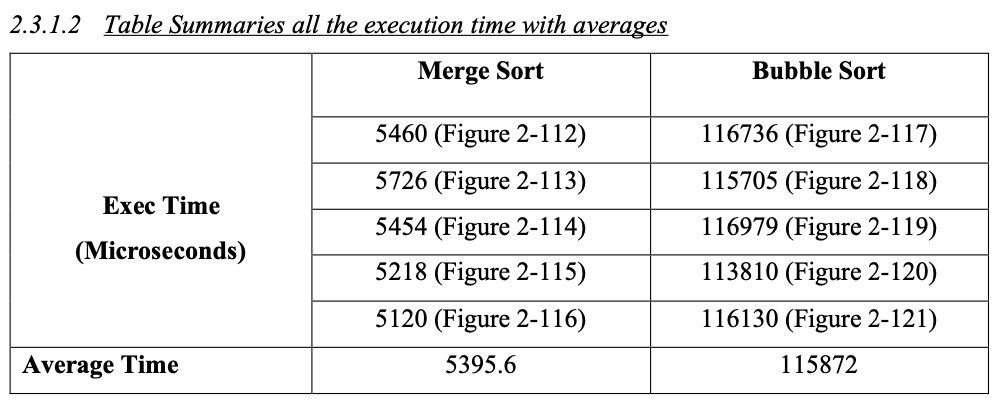 2.3.1.2 Table Summaries all the execution time with averages
Merge Sort Bubble Sort
Exec Time
(Microseconds)
5460 (Figure 2-112) 116736 (Figure 2-117)
5726 (Figure 2-113) 115705 (Figure 2-118)
5454 (Figure 2-114) 116979 (Figure 2-119)
5218 (Figure 2-115) 113810 (Figure 2-120)
5120 (Figure 2-116) 116130 (Figure 2-121)
Average Time 5395.6 115872